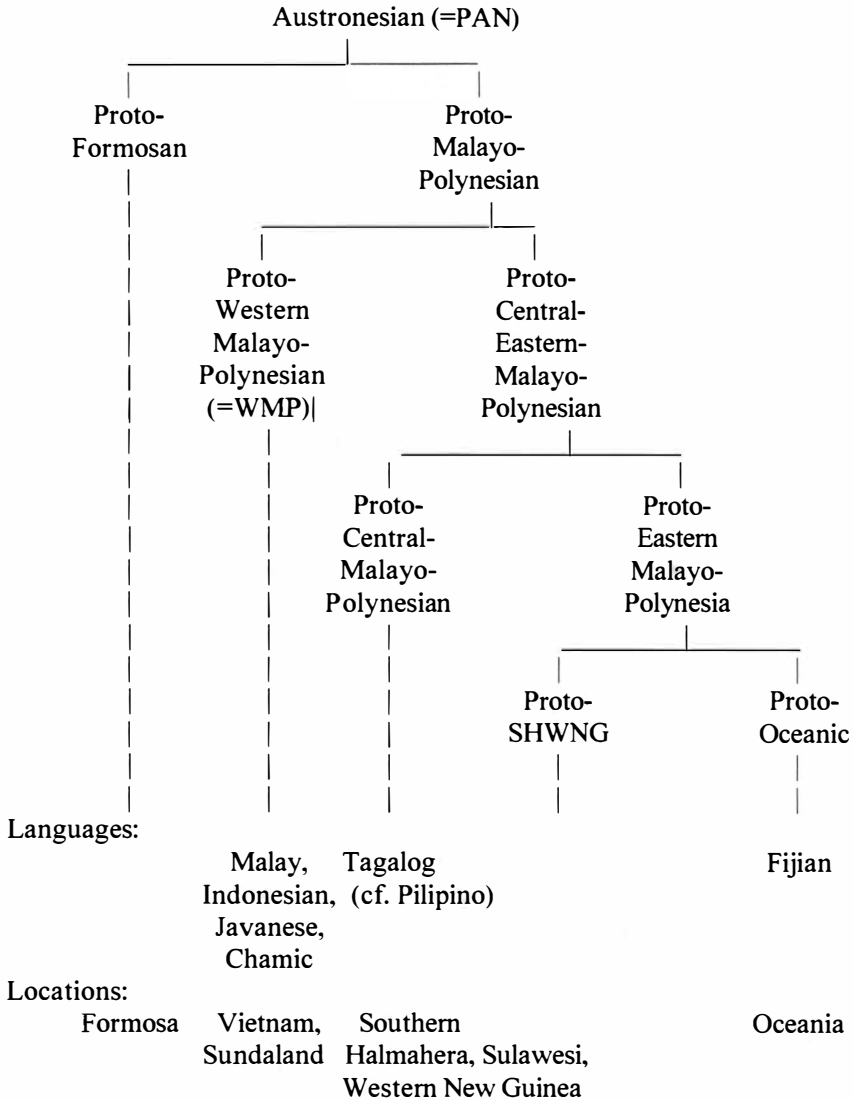 Austronesian (=PAN)
Proto- Proto-
Formosan Malayo-
Polynesian
Proto- Proto-
Western Central-
Malayo- Eastern-
Polynesian Malayo-
(=WMP)| Polynesian
Proto- Proto-
Central- Eastern
Malayo- Malayo-
Polynesian Polynesia
Proto- Proto-
SHWNG Oceanic
Languages:
Malay, Tagalog Fijian
Indonesian, (cf. Pilipino)
Javanese,
Chamic
Locations:
Formosa Vietnam, Southern Oceania
Sundaland Halmahera, Sulawesi,
Western New Guinea